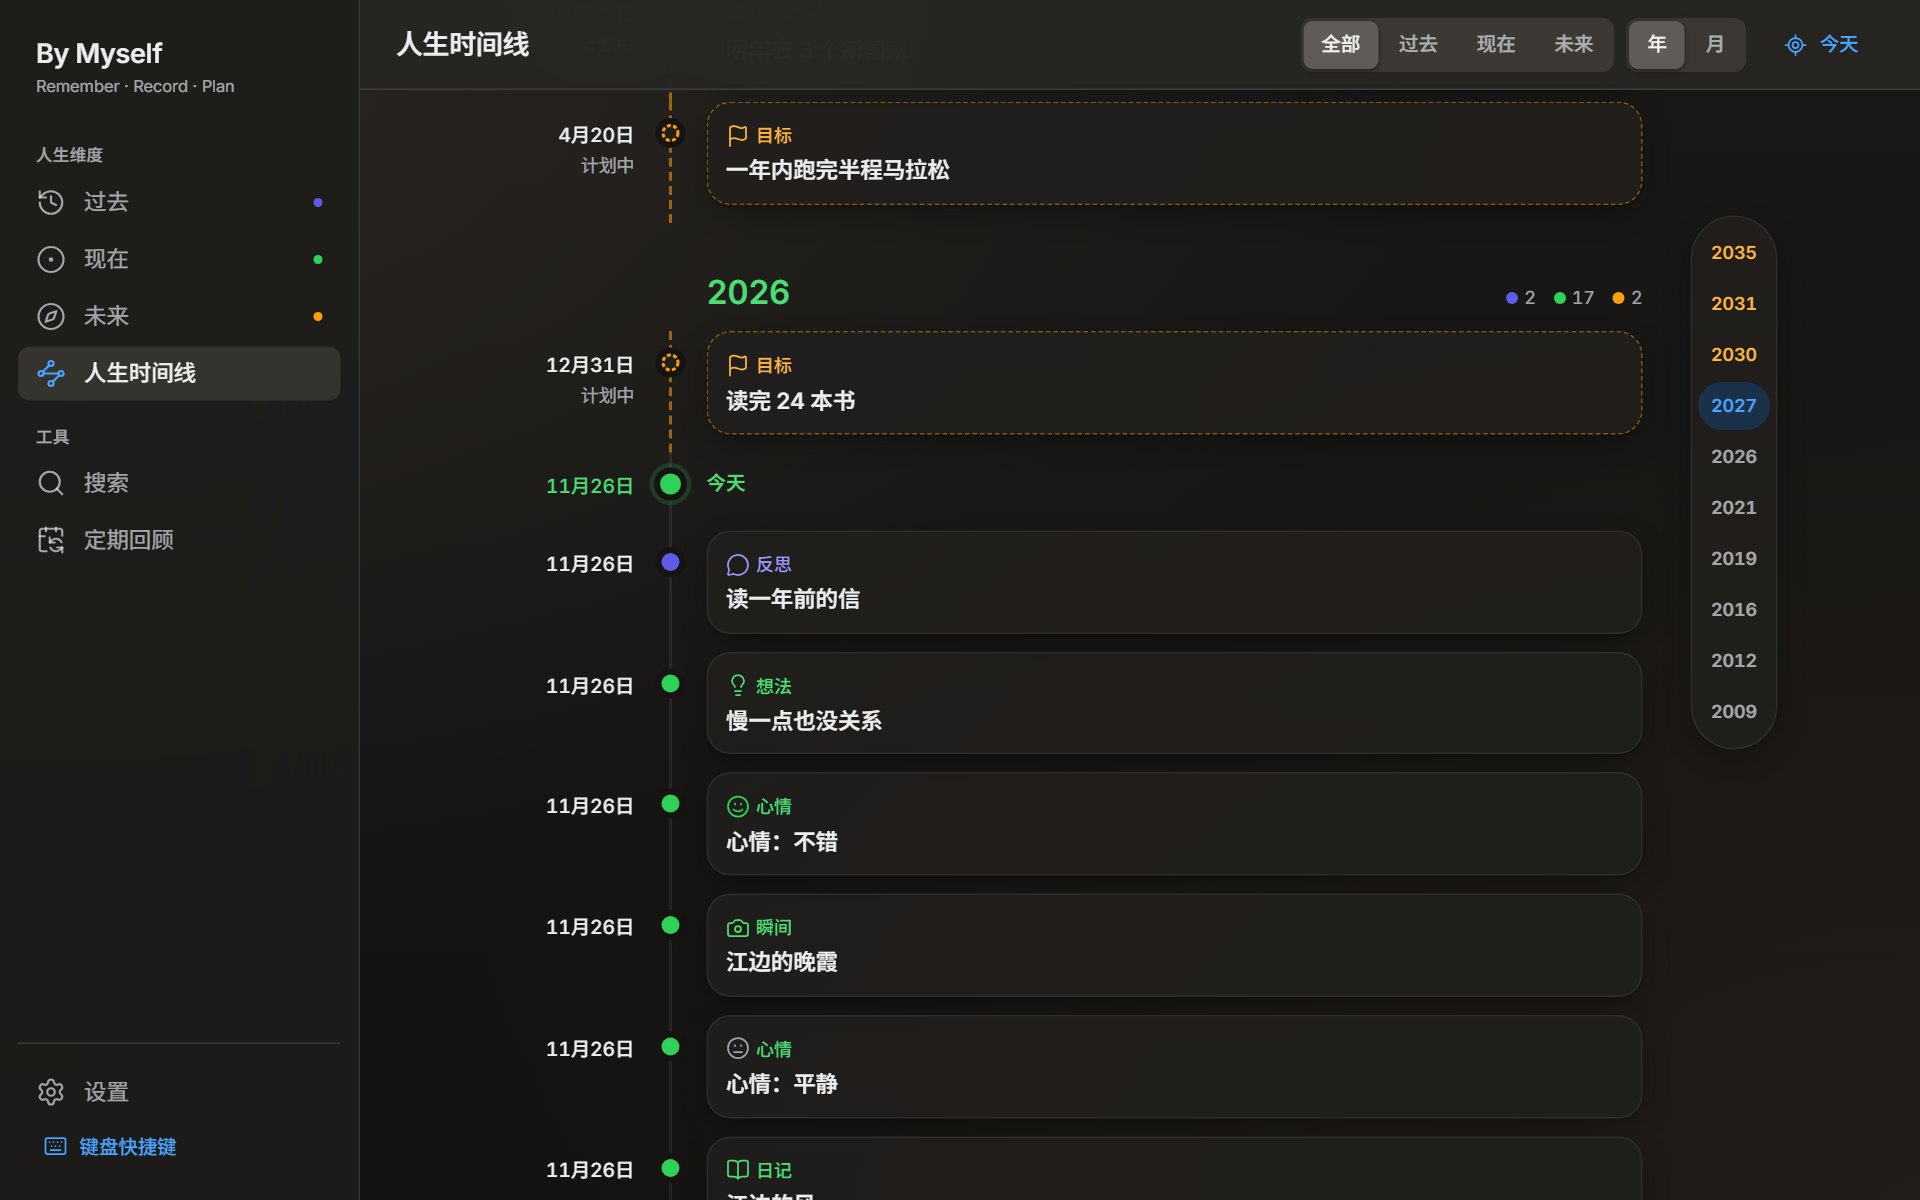 By Myself
Remember · Record · Plan
人生维度
过去
现在
未来
人生时间线
工具
搜索
定期回顾
设置
键盘快捷键
人生时间线
全部
过去
现在
未来
年
月
今天
4月20日
计划中
目标
一年内跑完半程马拉松
2026
2
17
2
12月31日
计划中
目标
读完 24 本书
11月26日
今天
11月26日
反思
读一年前的信
11月26日
想法
慢一点也没关系
11月26日
心情
心情：不错
11月26日
瞬间
江边的晚霞
11月26日
心情
心情：平静
11月26日
日记
2035
2031
2030
2027
2026
2021
2019
2016
2012
2009